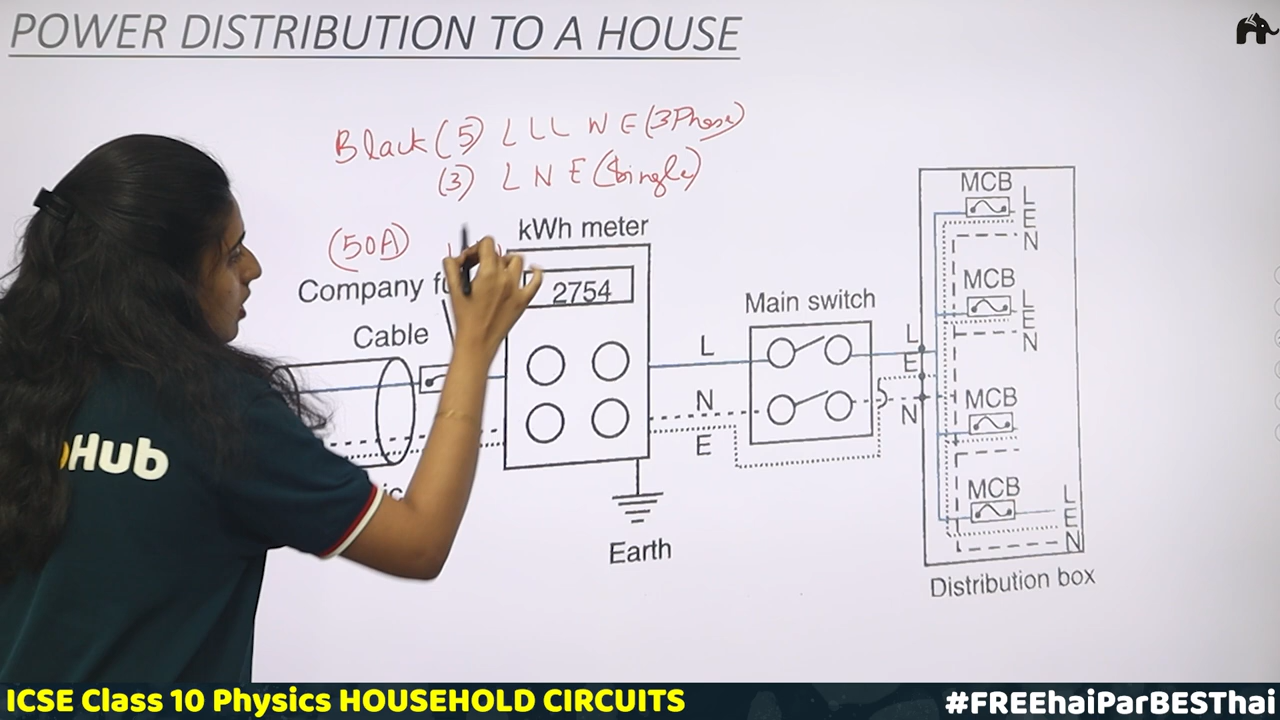 POWER DISTRIBUTION TO A HOUSE
Black (5) L L L N E (3 Phase)
(3) L N E (Single)
(50A)
kWh meter
Company
2754
Cable
Main switch
L
N
E
L
E
N
MCB
L
E
N
MCB
L
E
N
MCB
MCB
L
E
N
Earth
Distribution box
Hub
ICSE Class 10 Physics HOUSEHOLD CIRCUITS
#FREEhaiParBESThai